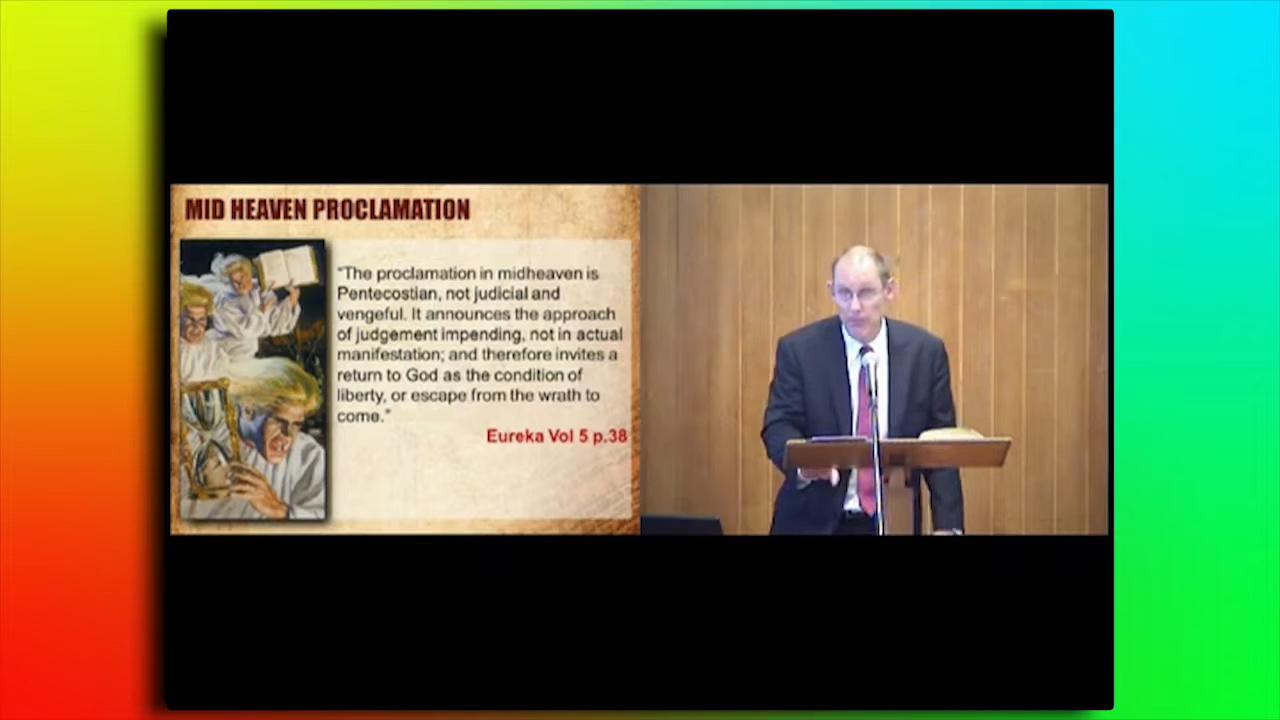 MID HEAVEN PROCLAMATION
"The proclamation in midheaven is
Pentecostian, not judicial and
vengeful. It announces the approach
of judgement impending, not in actual
manifestation; and therefore invites a
return to God as the condition of
liberty, or escape from the wrath to
come."
Eureka Vol 5 p.38